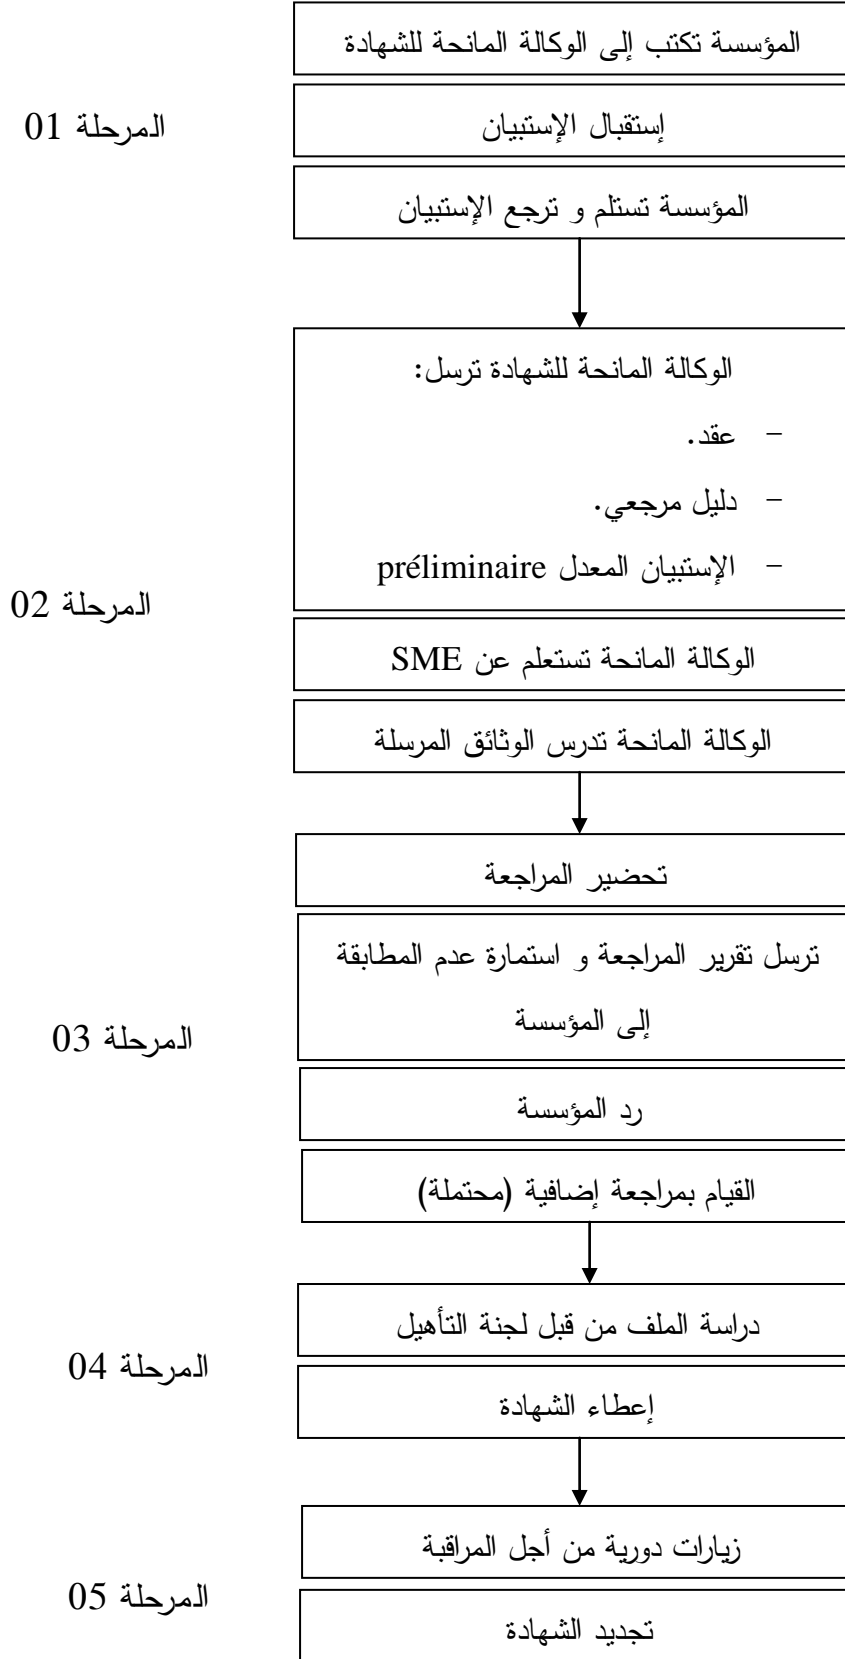 المؤسسة تكتب إلى الوكالة المانحة للشهادة
إستقبال الإستبيان
المرحلة 01
المؤسسة تستلم و ترجع الإستبيان
الوكالة المانحة للشهادة ترسل:
- عقد.
- دليل مرجعي.
- الإستبيان المعدل préliminaire
المرحلة 02
الوكالة المانحة تستعلم عن SME
الوكالة المانحة تدرس الوثائق المرسلة
تحضير المراجعة
ترسل تقرير المراجعة و استمارة عدم المطابقة
إلى المؤسسة
المرحلة 03
رد المؤسسة
القيام بمراجعة إضافية (محتملة)
دراسة الملف من قبل لجنة التأهيل
المرحلة 04
إعطاء الشهادة
زيارات دورية من أجل المراقبة
المرحلة 05
تجديد الشهادة